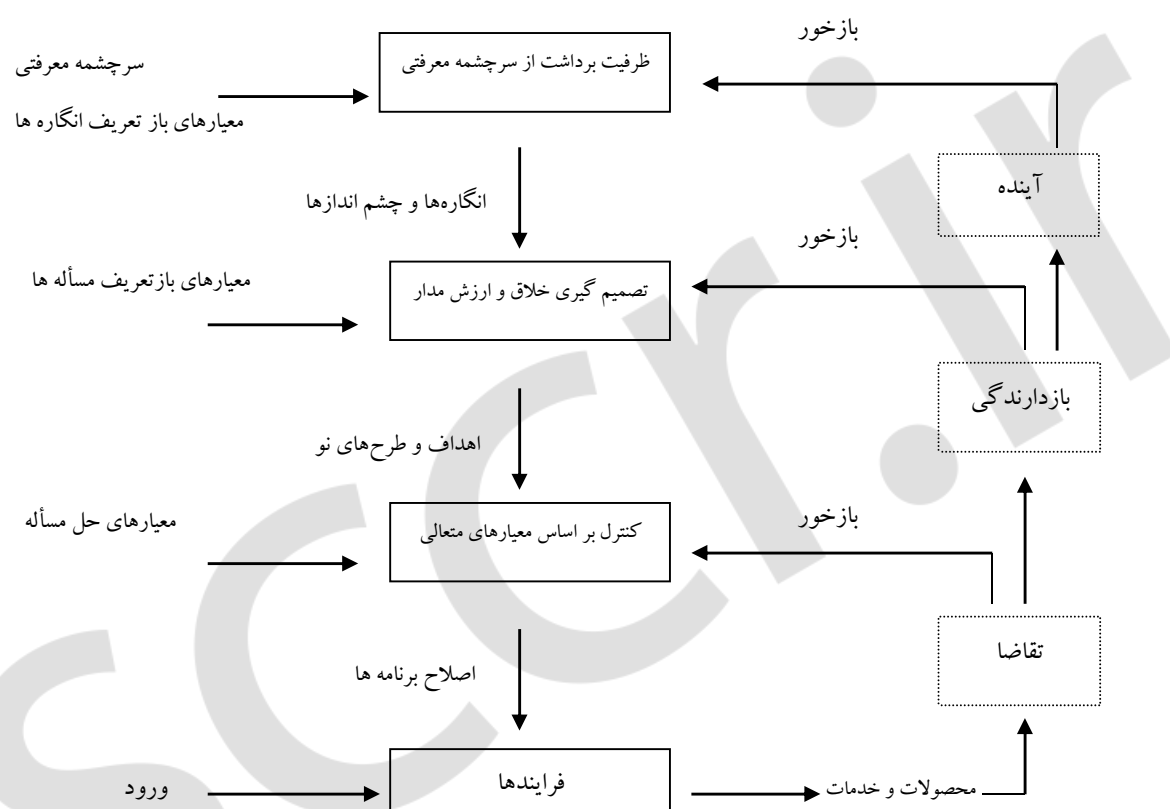 بازخور
ظرفیت برداشت از سرچشمه معرفتی
سرچشمه معرفتی
معیارهای باز تعریف انگاره ها
آینده
انگاره‌ها و چشم اندازها
بازخور
تصمیم گیری خلاق و ارزش مدار
معیارهای بازتعریف مسأله ها
بازدارندگی
اهداف و طرح‌های نو
بازخور
کنترل بر اساس معیارهای متعالی
معیارهای حل مسأله
تقاضا
اصلاح برنامه ها
فرایندها
ورود
محصولات و خدمات
sccr.ir